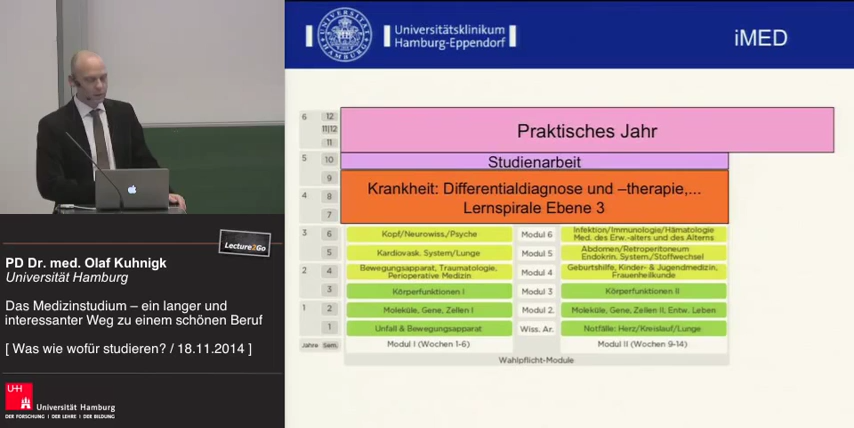 Lecture2Go
PD Dr. med. Olaf Kuhnigk
Universität Hamburg
Das Medizinstudium – ein langer und
interessanter Weg zu einem schönen Beruf
[ Was wie wofür studieren? / 18.11.2014 ]
UH
Universität Hamburg
DER FORSCHUNG | DER LEHRE | DER BILDUNG
Universitätsklinikum
Hamburg-Eppendorf
iMED
6 12
11|12
11
Praktisches Jahr
5 10
Studienarbeit
9
4 8
7
Krankheit: Differentialdiagnose und –therapie,...
Lernspirale Ebene 3
3 6 Kopf/Neurowiss./Psyche Modul 6 Infektion/Immunologie/Hämatologie
Med. des Erw.-alters und des Alterns
5 Kardiovask. System/Lunge Modul 5 Abdomen/Retroperitoneum
Endokrin. System./Stoffwechsel
2 4 Bewegungsapparat, Traumatologie,
Perioperative Medizin Modul 4 Geburtshilfe, Kinder- & Jugendmedizin,
Frauenheilkunde
3 Körperfunktionen I Modul 3 Körperfunktionen II
1 2 Moleküle, Gene, Zellen I Modul 2. Moleküle, Gene, Zellen II, Entw. Leben
1 Unfall & Bewegungsapparat Wiss. Ar. Notfälle: Herz/Kreislauf/Lunge
Jahre Sem. Modul I (Wochen 1-6) Modul II (Wochen 9-14)
Wahlpflicht-Module